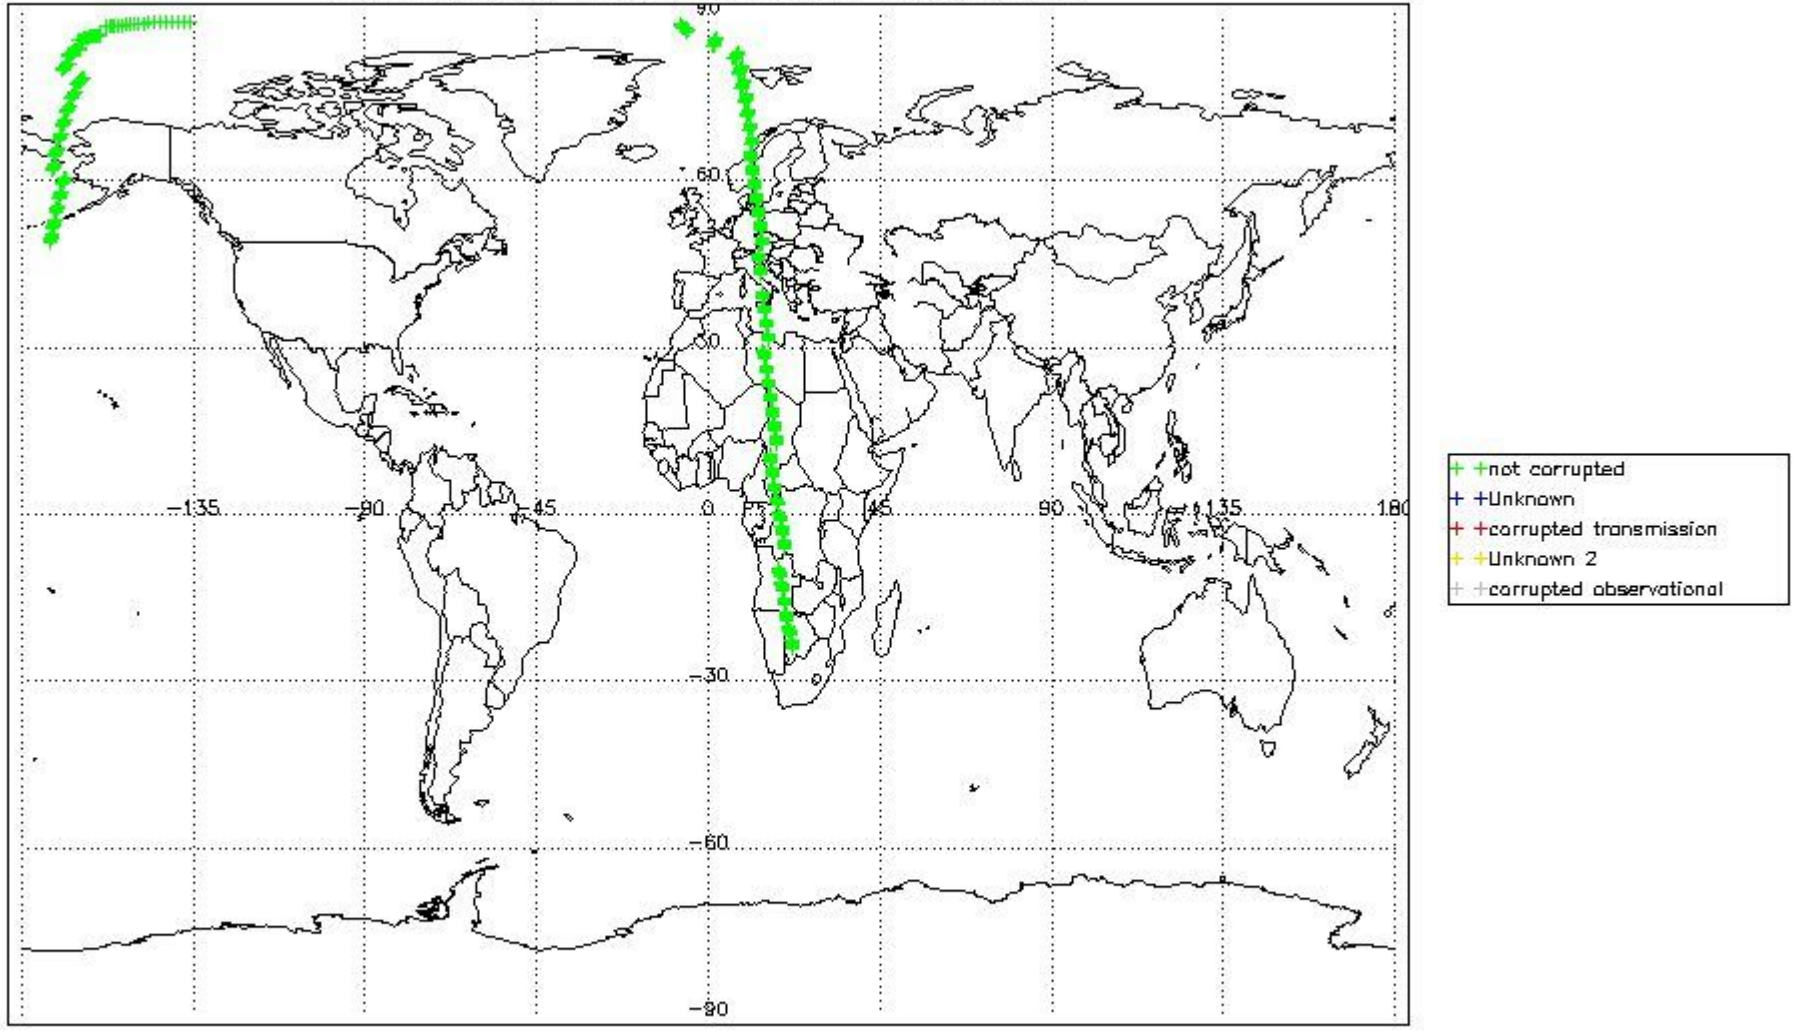 90
60
30
-135
-90
-45
0
45
90
135
180
-30
-60
-90
not corrupted
Unknown
corrupted transmission
Unknown 2
corrupted observational